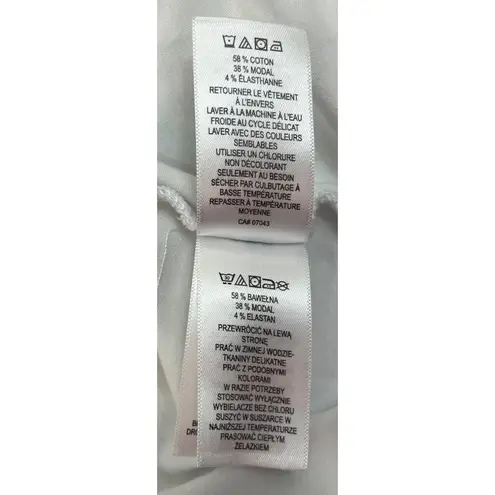 58 % COTON
38 % MODAL
4 % ÉLASTHANNE
RETOURNER LE VÊTEMENT
À L'ENVERS
LAVER À LA MACHINE À L'EAU
FROIDE AU CYCLE DÉLICAT
LAVER AVEC DES COULEURS
SEMBLABLES
UTILISER UN CHLORURE
NON DÉCOLORANT
SEULEMENT AU BESOIN
SÉCHER PAR CULBUTAGE À
BASSE TEMPÉRATURE
REPASSER À TEMPÉRATURE
MOYENNE
CA# 07043
58 % BAWEŁNA
38 % MODAL
4 % ELASTAN
PRZEWRÓCIĆ NA LEWĄ
STRONĘ
PRAĆ W ZIMNEJ WODZIE-
TKANINY DELIKATNE
PRAĆ Z PODOBNYMI
KOLORAMI
W RAZIE POTRZEBY
STOSOWAĆ WYŁĄCZNIE
WYBIELACZE BEZ CHLORU
SUSZYĆ W SUSZARCE W
NAJNIŻSZEJ TEMPERATURZE
PRASOWAĆ CIEPŁYM
ŻELAZKIEM